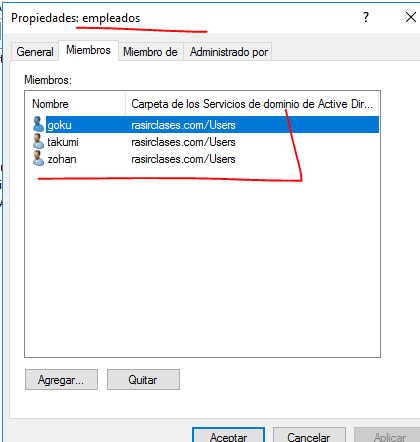 Propiedades: empleados
?
General Miembros Miembro de Administrado por
Miembros:
Nombre Carpeta de los Servicios de dominio de Active Dir...
goku rasirclases.com/Users
takumi rasirclases.com/Users
zohan rasirclases.com/Users
Agregar... Quitar
Aceptar Cancelar Aplicar